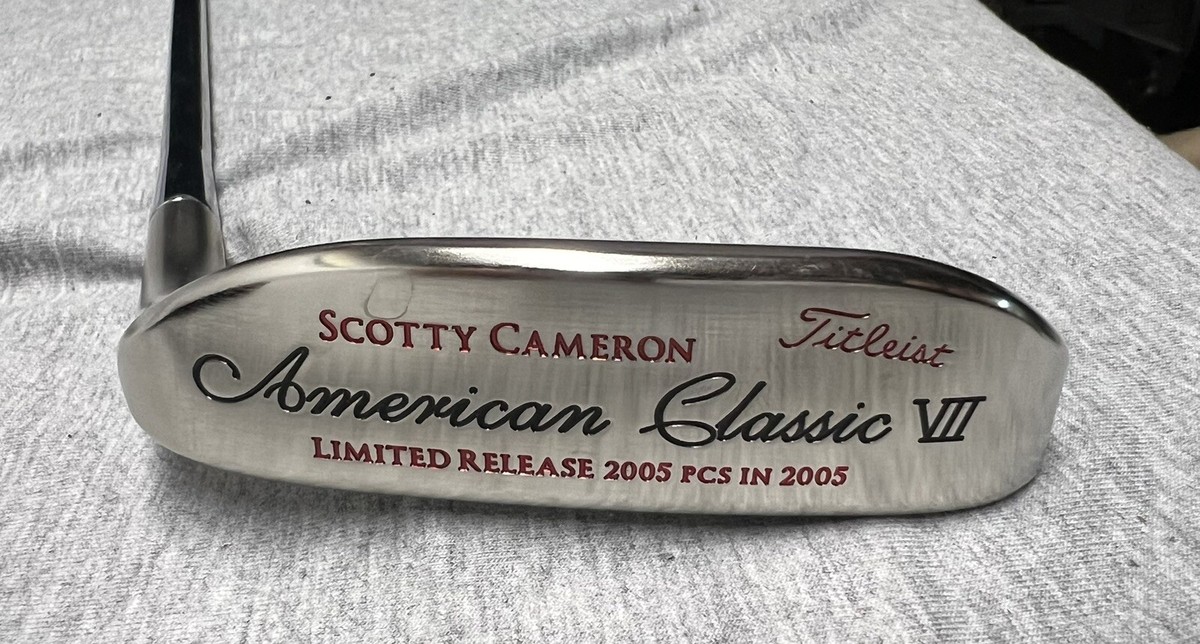 SCOTTY CAMERON
Titleist
American Classic VII
LIMITED RELEASE 2005 PCS IN 2005